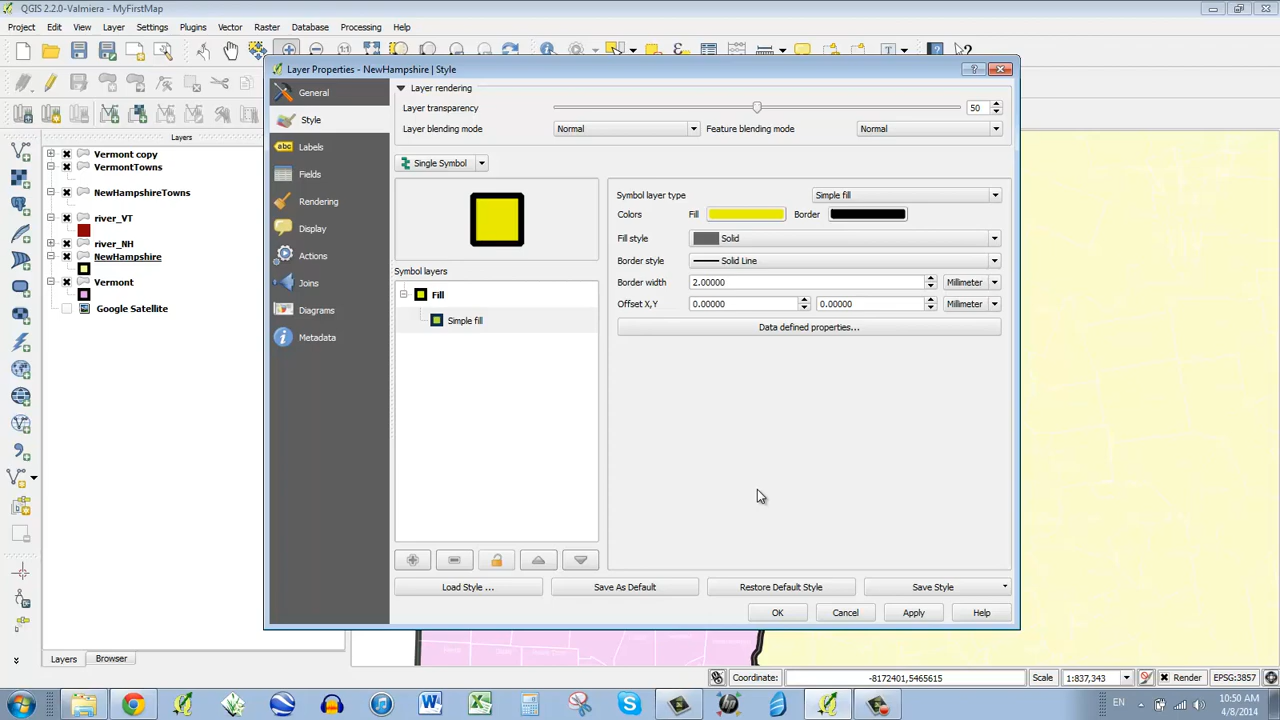 QGIS 2.2.0-Valmiera - MyFirstMap
Project Edit View Layer Settings Plugins Vector Raster Database Processing Help
Layer Properties - NewHampshire | Style
General
Style
Labels
Fields
Rendering
Display
Actions
Joins
Diagrams
Metadata
Layer rendering
Layer transparency 50
Layer blending mode Normal Feature blending mode Normal
Single Symbol
Symbol layers
Fill
Simple fill
Symbol layer type Simple fill
Colors Fill Border
Fill style Solid
Border style Solid Line
Border width 2.00000 Millimeter
Offset X,Y 0.00000 0.00000 Millimeter
Data defined properties...
Load Style ... Save As Default Restore Default Style Save Style
OK Cancel Apply Help
Layers
Vermont copy
VermontTowns
NewHampshireTowns
river_VT
river_NH
NewHampshire
Vermont
Google Satellite
Layers Browser
Coordinate: -8172401,5465615 Scale 1:837,343 Render EPSG:3857
EN 10:50 AM
4/8/2014